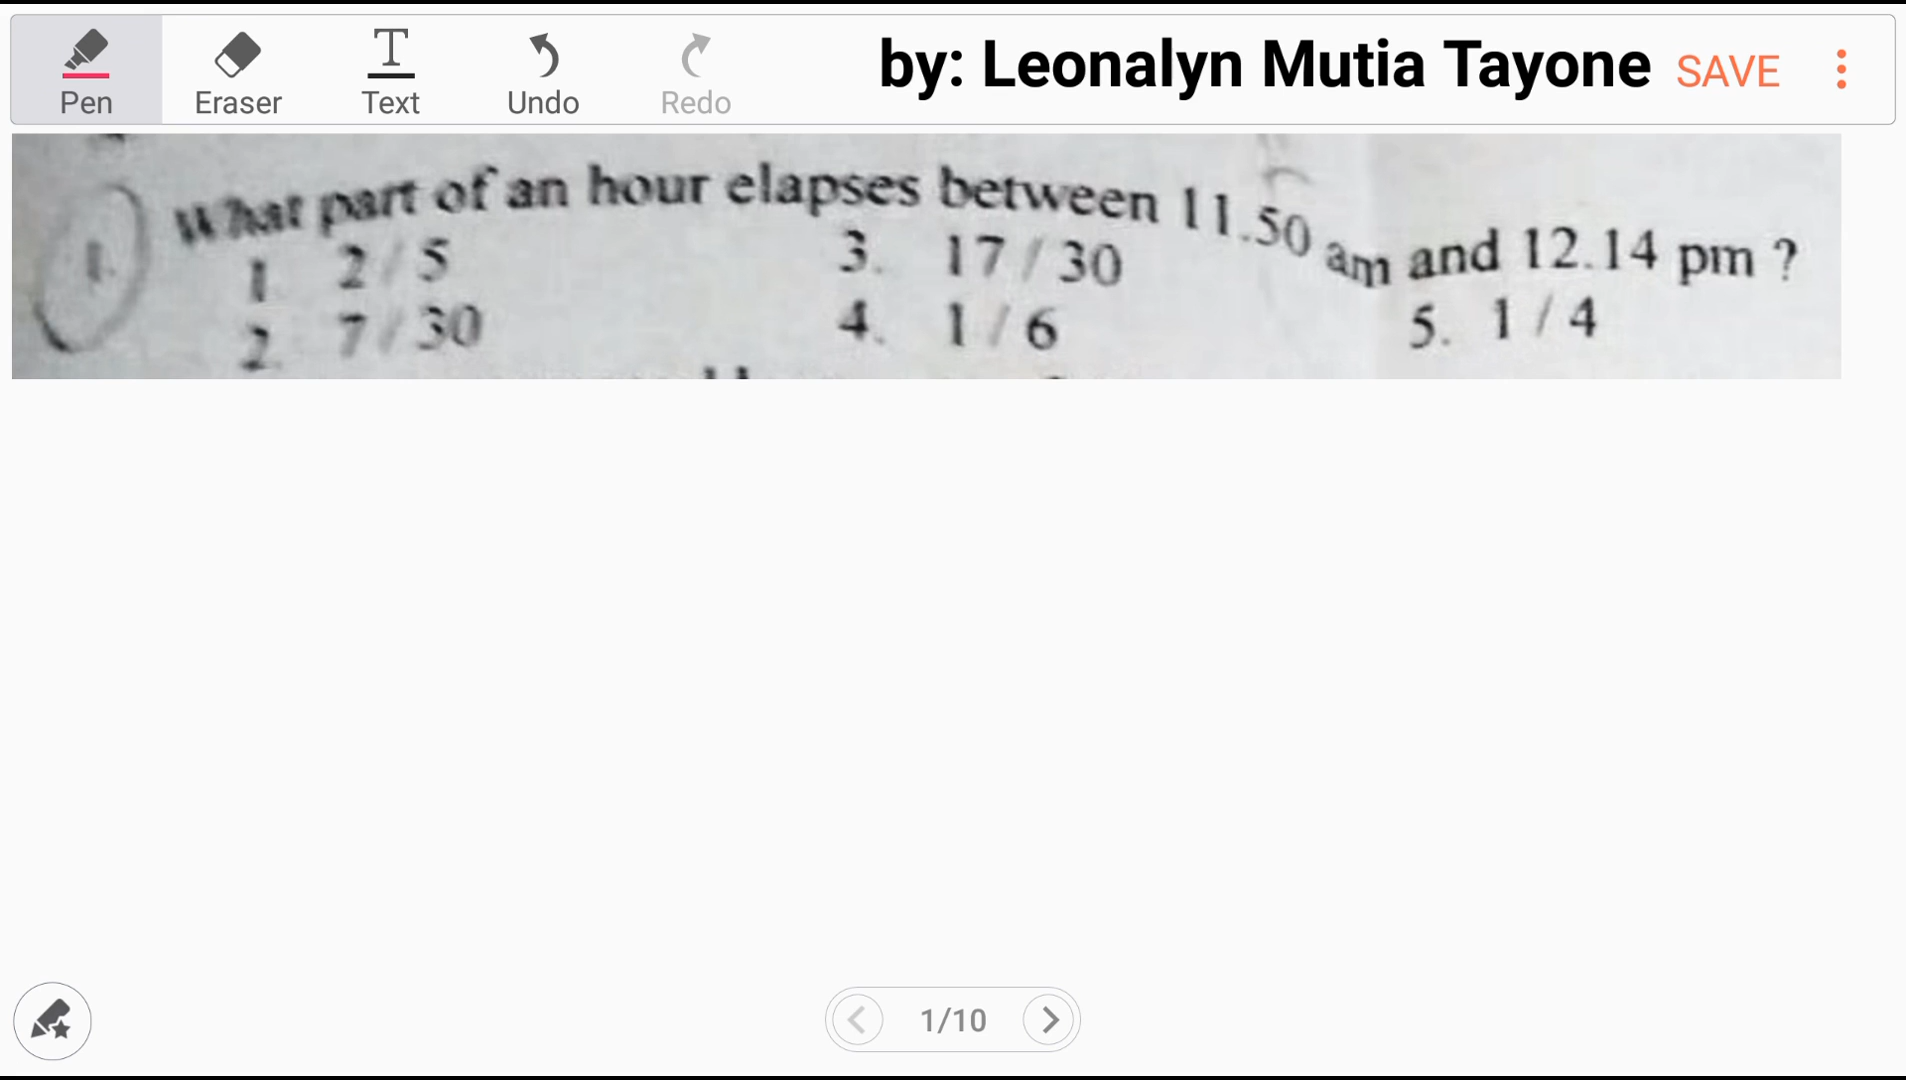 by: Leonalyn Mutia Tayone SAVE
Pen Eraser Text Undo Redo
1. What part of an hour elapses between 11.50 am and 12.14 pm ?
1. 2 / 5 3. 17 / 30
2. 7 / 30 4. 1 / 6 5. 1 / 4
1/10